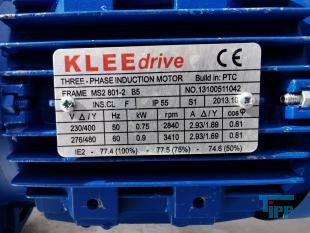 KLEE drive CE
THREE - PHASE INDUCTION MOTOR Build in: PTC
FRAME MS2 801-2 B5 NO.13100511042
INS.CL F IP 55 S1 2013.10
V △ / Y Hz kW rpm A △ / Y cosφ
230/400 50 0.75 2840 2.93/1.69 0.81
276/480 60 0.9 3410 2.93/1.69 0.81
IE2 - 77.4 (100%) - 77.5 (75%) - 74.6 (50%)
TIPP